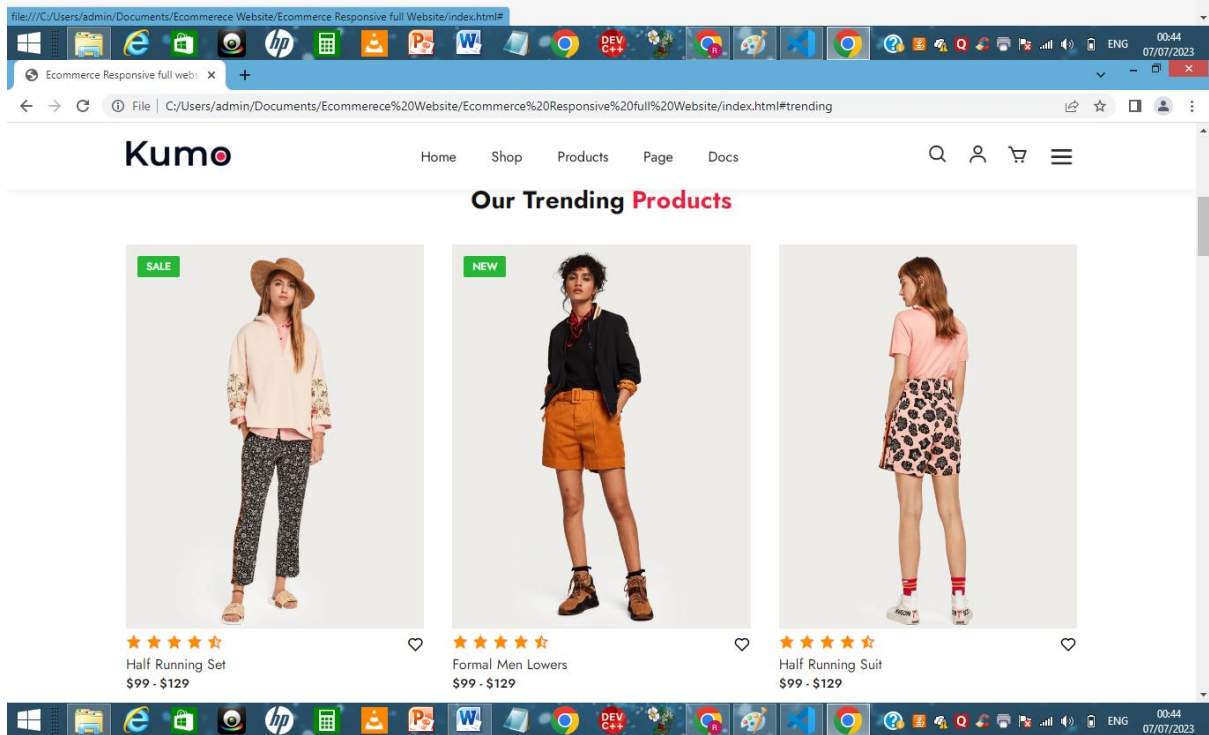 file:///C:/Users/admin/Documents/Ecommerece Website/Ecommerce Responsive full Website/index.html#
DEV C++
ENG
00:44
07/07/2023
Ecommerce Responsive full webs
File | C:/Users/admin/Documents/Ecommerece%20Website/Ecommerce%20Responsive%20full%20Website/index.html#trending
Kumo
Home Shop Products Page Docs
Our Trending Products
SALE
NEW
Half Running Set
$99 - $129
Formal Men Lowers
$99 - $129
Half Running Suit
$99 - $129
DEV C++
ENG
00:44
07/07/2023